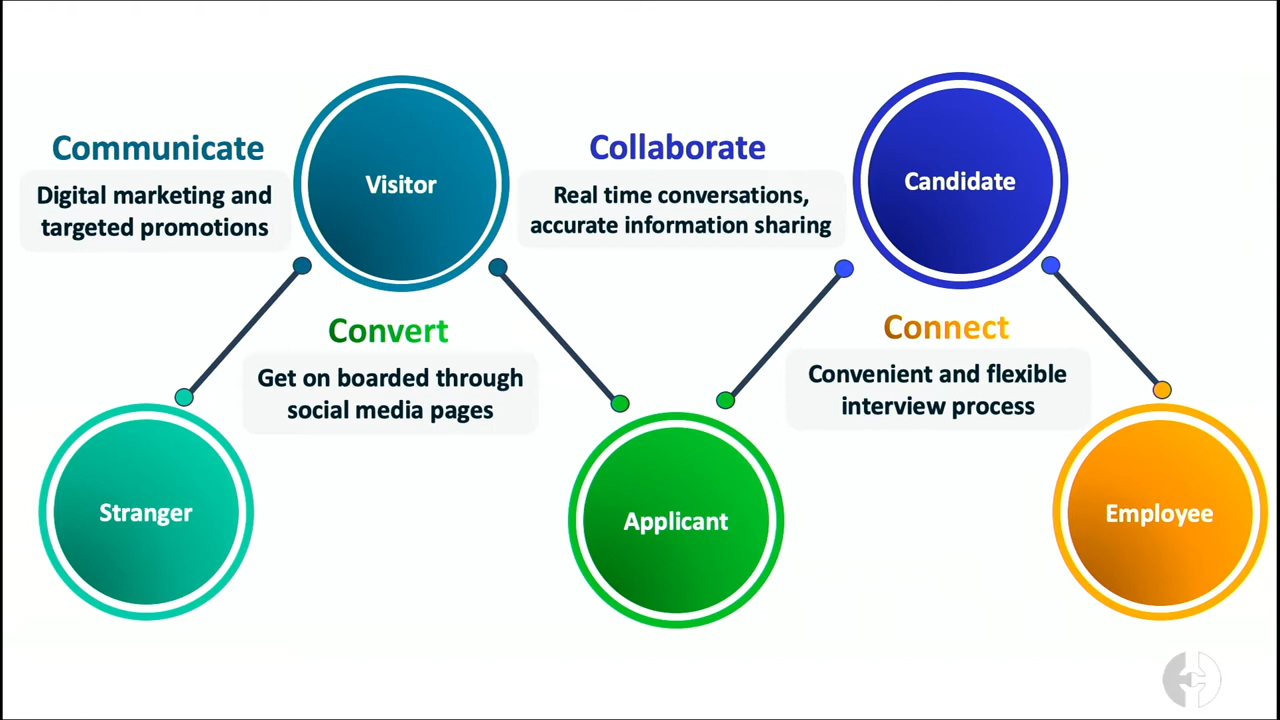 Communicate
Digital marketing and
targeted promotions
Visitor
Collaborate
Real time conversations,
accurate information sharing
Candidate
Convert
Get on boarded through
social media pages
Connect
Convenient and flexible
interview process
Stranger
Applicant
Employee